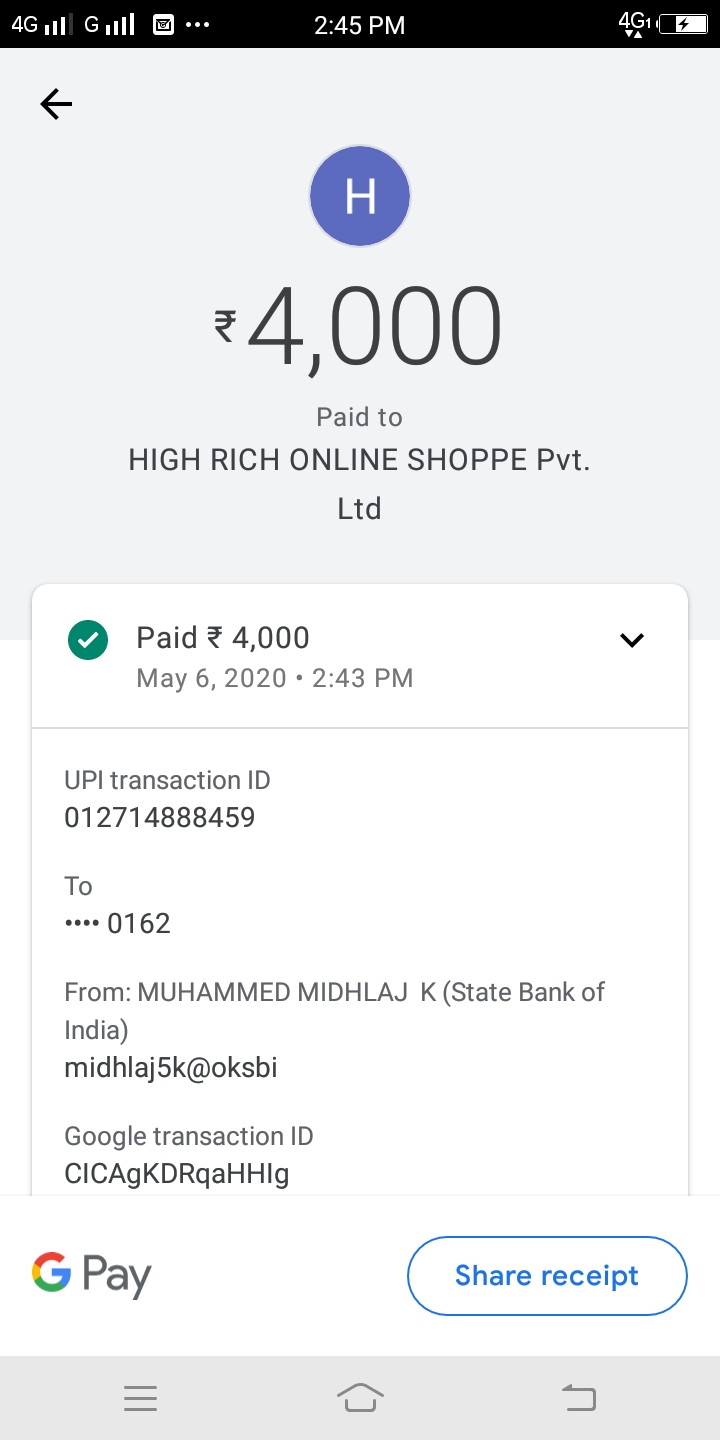 4G G 2:45 PM 4G1
H
₹4,000
Paid to
HIGH RICH ONLINE SHOPPE Pvt.
Ltd
Paid ₹ 4,000
May 6, 2020 • 2:43 PM
UPI transaction ID
012714888459
To
•••• 0162
From: MUHAMMED MIDHLAJ K (State Bank of
India)
midhlaj5k@oksbi
Google transaction ID
CICAgKDRqaHHIg
G Pay
Share receipt